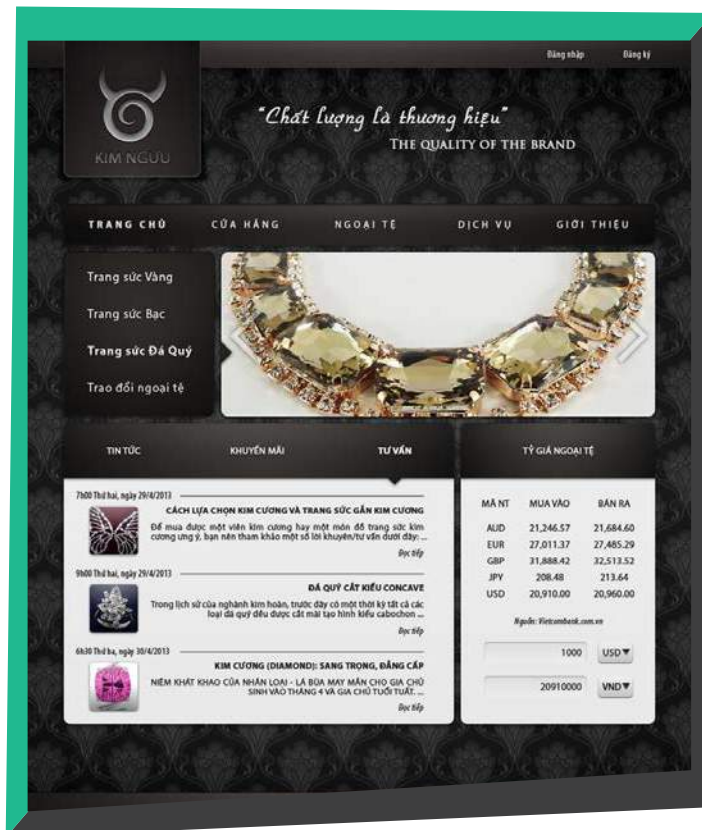 Đăng nhập
Đăng ký
KIM NGƯU
“Chất lượng là thương hiệu”
THE QUALITY OF THE BRAND
TRANG CHỦ
CỬA HÀNG
NGOẠI TỆ
DỊCH VỤ
GIỚI THIỆU
Trang sức Vàng
Trang sức Bạc
Trang sức Đá Quý
Trao đổi ngoại tệ
TIN TỨC
KHUYẾN MÃI
TƯ VẤN
7h00 Thứ hai, ngày 29/4/2013
CÁCH LỰA CHỌN KIM CƯƠNG VÀ TRANG SỨC GẮN KIM CƯƠNG
Để mua được một viên kim cương hay một món đồ trang sức kim
cương ưng ý, bạn nên tham khảo một số lời khuyên/tư vấn dưới đây: ...
Đọc tiếp
9h00 Thứ hai, ngày 29/4/2013
ĐÁ QUÝ CẮT KIỂU CONCAVE
Trong lịch sử của nghành kim hoàn, trước đây có một thời kỳ tất cả các
loại đá quý đều được cắt mài tạo hình kiểu cabochon ...
Đọc tiếp
6h30 Thứ ba, ngày 30/4/2013
KIM CƯƠNG (DIAMOND): SANG TRỌNG, ĐẲNG CẤP
NIỀM KHÁT KHAO CỦA NHÂN LOẠI - LÁ BÙA MAY MẮN CHO GIA CHỦ
SINH VÀO THÁNG 4 VÀ GIA CHỦ TUỔI TUẤT. ...
Đọc tiếp
TỶ GIÁ NGOẠI TỆ
MÃ NT MUA VÀO BÁN RA
AUD 21,246.57 21,684.60
EUR 27,011.37 27,485.29
GBP 31,888.42 32,513.52
JPY 208.48 213.64
USD 20,910.00 20,960.00
Nguồn: Vietcombank.com.vn
1000 USD▼
20910000 VND▼